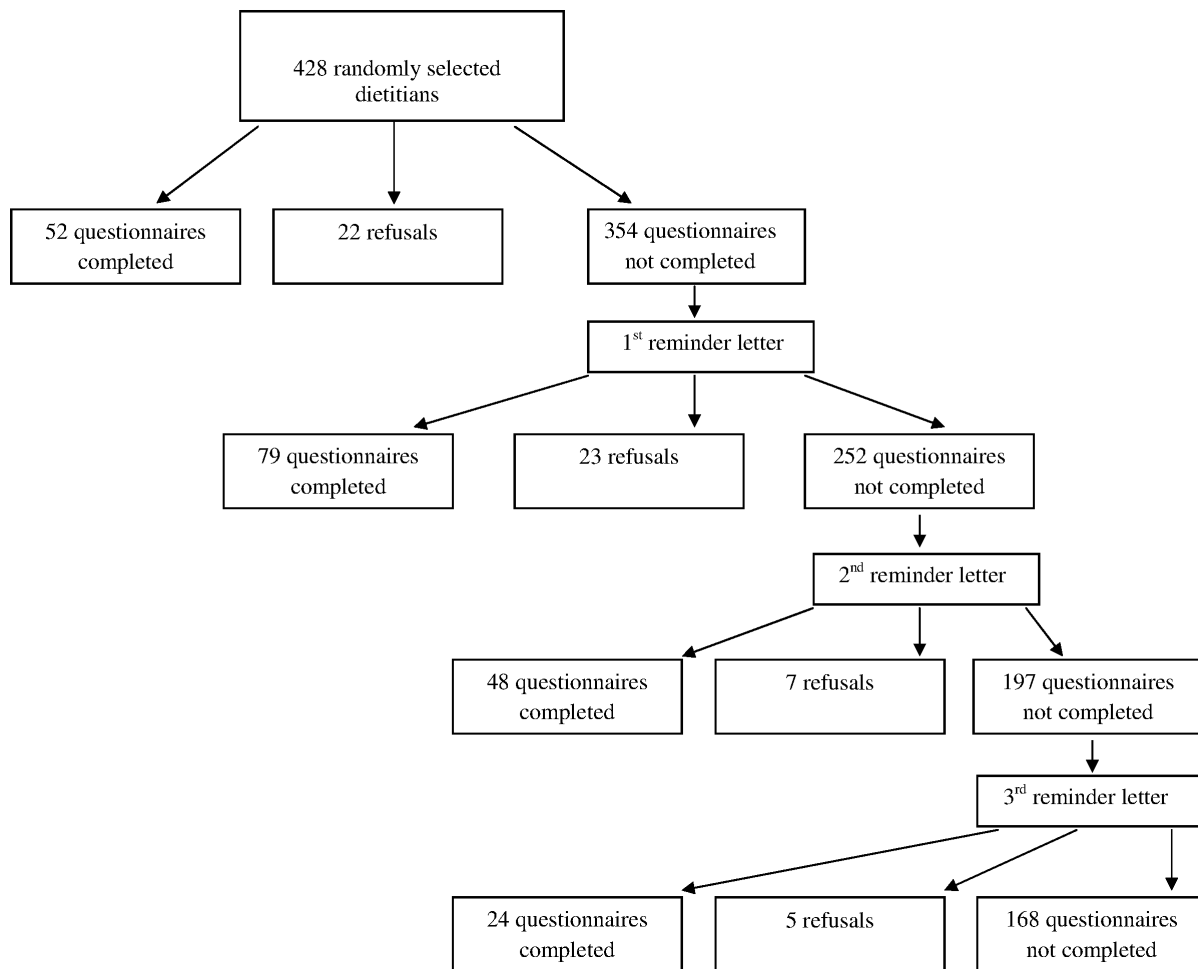 428 randomly selected
dietitians
52 questionnaires
completed
22 refusals
354 questionnaires
not completed
1st reminder letter
79 questionnaires
completed
23 refusals
252 questionnaires
not completed
2nd reminder letter
48 questionnaires
completed
7 refusals
197 questionnaires
not completed
3rd reminder letter
24 questionnaires
completed
5 refusals
168 questionnaires
not completed